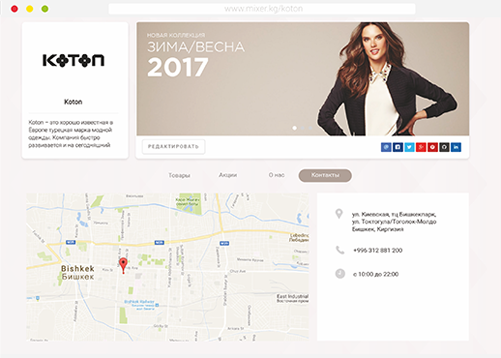 www.mixer.kg/koton
KOTON
Koton
Koton – это хорошо известная в
Европе турецкая марка модной
одежды. Компания быстро
развивается и на сегодняшний
НОВАЯ КОЛЛЕКЦИЯ
ЗИМА/ВЕСНА
2017
РЕДАКТИРОВАТЬ
Товары
Акции
О нас
Контакты
Bishkek
Бишкек
East Industrial
ул. Киевская, тц Бишкекпарк,
ул. Токтогула/Тоголок-Молдо
Бишкек, Киргизия
+996 312 881 200
с 10:00 до 22:00